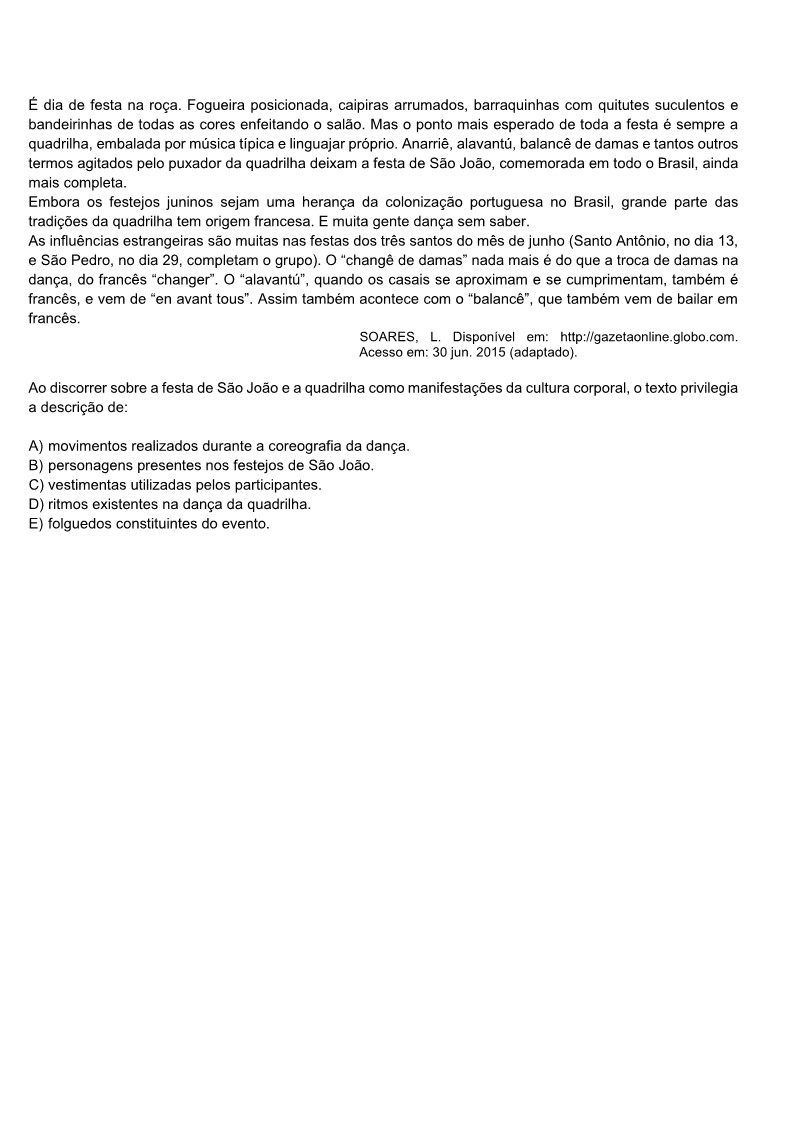 É dia de festa na roça. Fogueira posicionada, caipiras arrumados, barraquinhas com quitutes suculentos e
bandeirinhas de todas as cores enfeitando o salão. Mas o ponto mais esperado de toda a festa é sempre a
quadrilha, embalada por música típica e linguajar próprio. Anarriê, alavantú, balancê de damas e tantos outros
termos agitados pelo puxador da quadrilha deixam a festa de São João, comemorada em todo o Brasil, ainda
mais completa.
Embora os festejos juninos sejam uma herança da colonização portuguesa no Brasil, grande parte das
tradições da quadrilha tem origem francesa. E muita gente dança sem saber.
As influências estrangeiras são muitas nas festas dos três santos do mês de junho (Santo Antônio, no dia 13,
e São Pedro, no dia 29, completam o grupo). O “changê de damas” nada mais é do que a troca de damas na
dança, do francês “changer”. O “alavantú”, quando os casais se aproximam e se cumprimentam, também é
francês, e vem de “en avant tous”. Assim também acontece com o “balancê”, que também vem de bailar em
francês.
SOARES, L. Disponível em: http://gazetaonline.globo.com.
Acesso em: 30 jun. 2015 (adaptado).
Ao discorrer sobre a festa de São João e a quadrilha como manifestações da cultura corporal, o texto privilegia
a descrição de:
A) movimentos realizados durante a coreografia da dança.
B) personagens presentes nos festejos de São João.
C) vestimentas utilizadas pelos participantes.
D) ritmos existentes na dança da quadrilha.
E) folguedos constituintes do evento.